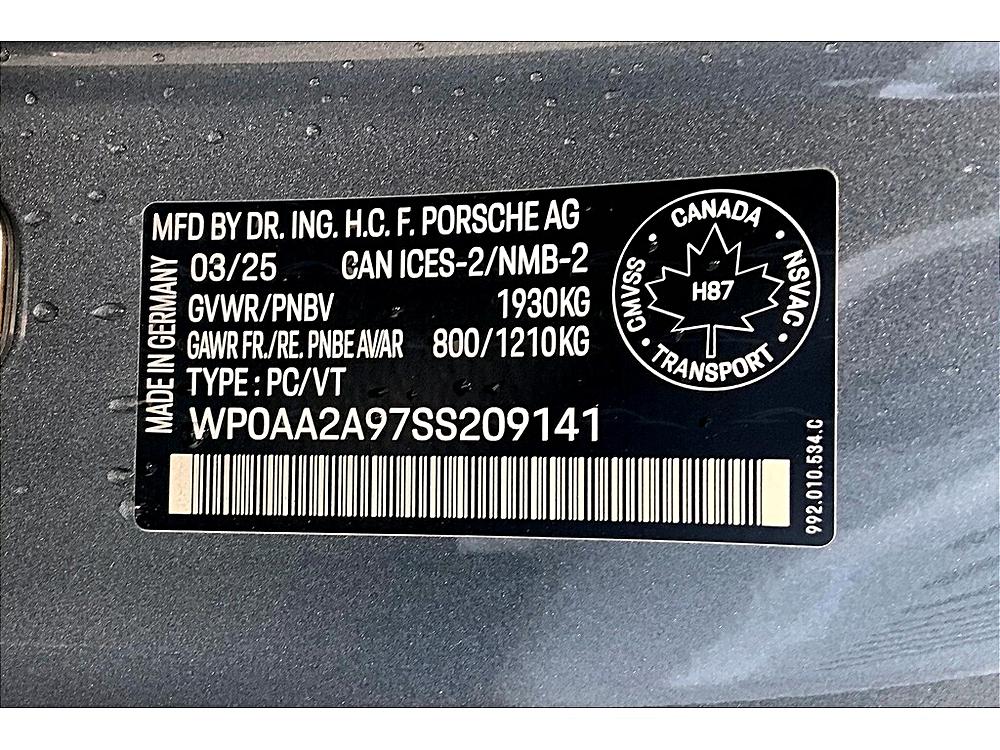 MFD BY DR. ING. H.C. F. PORSCHE AG
03/25 CAN ICES-2/NMB-2
GVWR/PNBV 1930KG
GAWR FR./RE. PNBE AV/AR 800/1210KG
TYPE : PC/VT
WP0AA2A97SS209141
MADE IN GERMANY
CANADA
CMVSS
NSVAC
H87
TRANSPORT
992.010.534.C